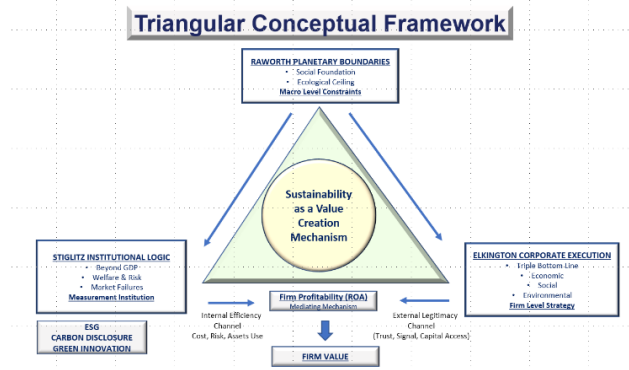 Triangular Conceptual Framework
RAWORTH PLANETARY BOUNDARIES
• Social Foundation
• Ecological Ceiling
Macro Level Constraints
Sustainability
as a Value
Creation
Mechanism
STIGLITZ INSTITUTIONAL LOGIC
• Beyond GDP
• Welfare & Risk
• Market Failures
Measurement Institution
ELKINGTON CORPORATE EXECUTION
• Triple Bottom Line
• Economic
• Social
• Environmental
Firm Level Strategy
Firm Profitability (ROA)
Mediating Mechanism
Internal Efficiency
Channel
Cost, Risk, Assets Use
External Legitimacy
Channel
(Trust, Signal, Capital Access)
ESG
CARBON DISCLOSURE
GREEN INNOVATION
FIRM VALUE